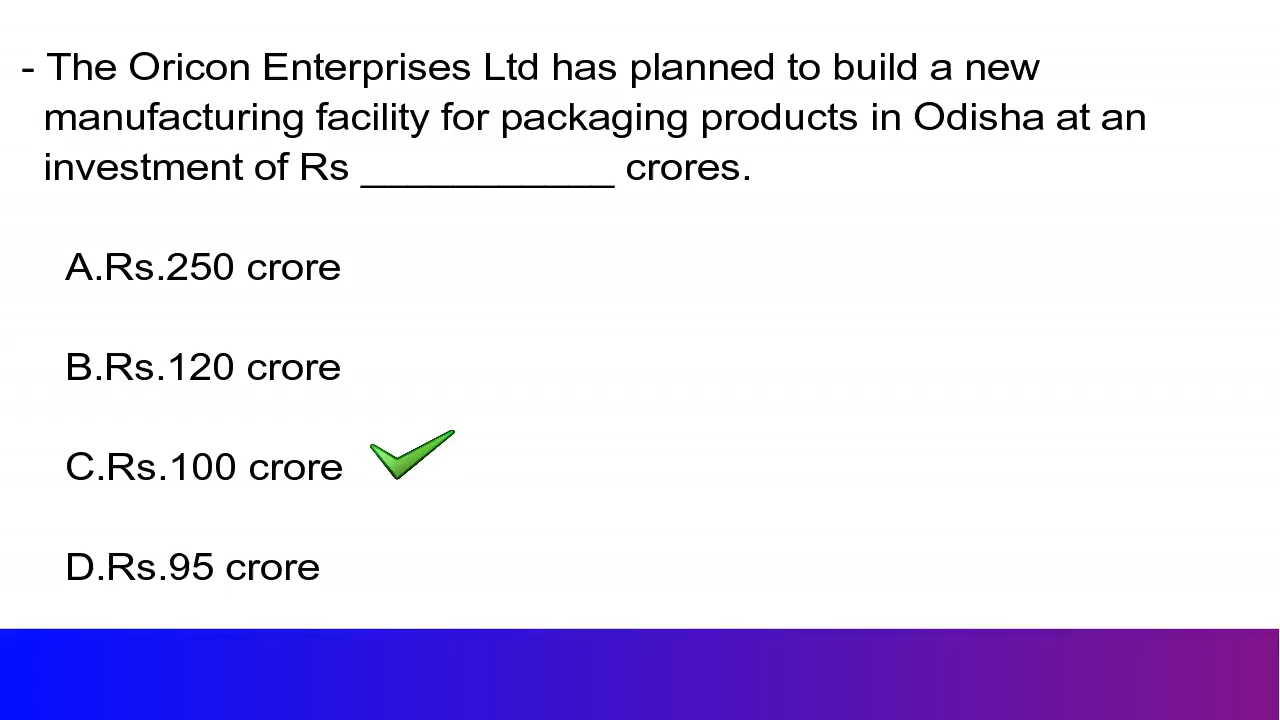 - The Oricon Enterprises Ltd has planned to build a new
manufacturing facility for packaging products in Odisha at an
investment of Rs ___________ crores.
A.Rs.250 crore
B.Rs.120 crore
C.Rs.100 crore
D.Rs.95 crore